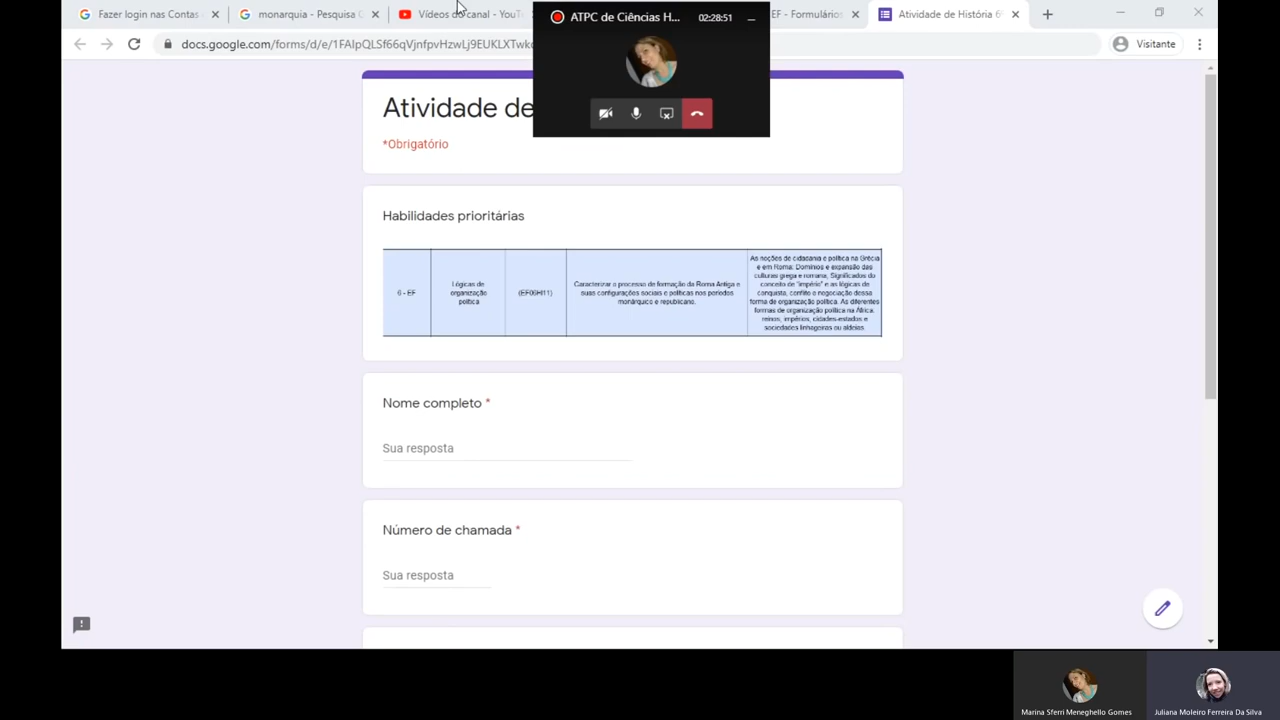 Fazer login nas Contas
monarquia - Pesquisa G
Vídeos do canal - YouT
ATPC de Ciências H...
02:28:51
EF - Formulários
Atividade de História 6
docs.google.com/forms/d/e/1FAIpQLSf66qVjnfpvHzwLj9EUKLXTwk
Visitante
Atividade de
*Obrigatório
Habilidades prioritárias
6 - EF
Lógicas de
organização
política
(EF06HI11)
Caracterizar o processo de formação da Roma Antiga e
suas configurações sociais e políticas nos períodos
monárquico e republicano.
As noções de cidadania e política na Grécia
e em Roma: Domínios e expansão das
culturas grega e romana, Significados do
conceito de "império" e as lógicas de
conquista, conflito e negociação dessa
forma de organização política. As diferentes
formas de organização política na África:
reinos, impérios, cidades-estados e
sociedades linhageiras ou aldeias
Nome completo *
Sua resposta
Número de chamada *
Sua resposta
Marina Sferri Meneghello Gomes
Juliana Moleiro Ferreira Da Silva